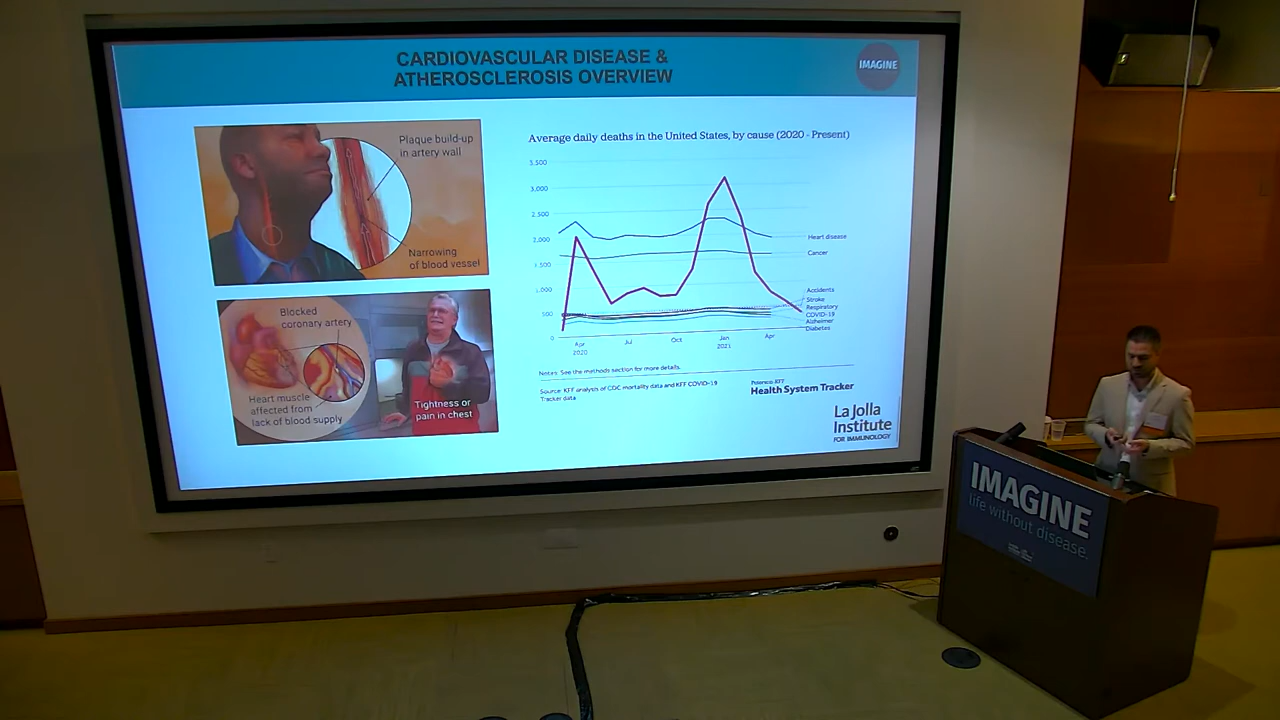 CARDIOVASCULAR DISEASE &
ATHEROSCLEROSIS OVERVIEW
IMAGINE
Plaque build-up
in artery wall
Narrowing
of blood vessel
Blocked
coronary artery
Heart muscle
affected from
lack of blood supply
Tightness or
pain in chest
Average daily deaths in the United States, by cause (2020 - Present)
3,500
3,000
2,500
2,000
1,500
1,000
500
0
Apr
2020
Jul
Oct
Jan
2021
Apr
Heart disease
Cancer
Accidents
Stroke
Respiratory
COVID-19
Alzheimer
Diabetes
Notes: See the methods section for more details.
Source: KFF analysis of CDC mortality data and KFF COVID-19
Tracker data
Peterson-KFF
Health System Tracker
La Jolla
Institute
FOR IMMUNOLOGY
IMAGINE
life without disease.